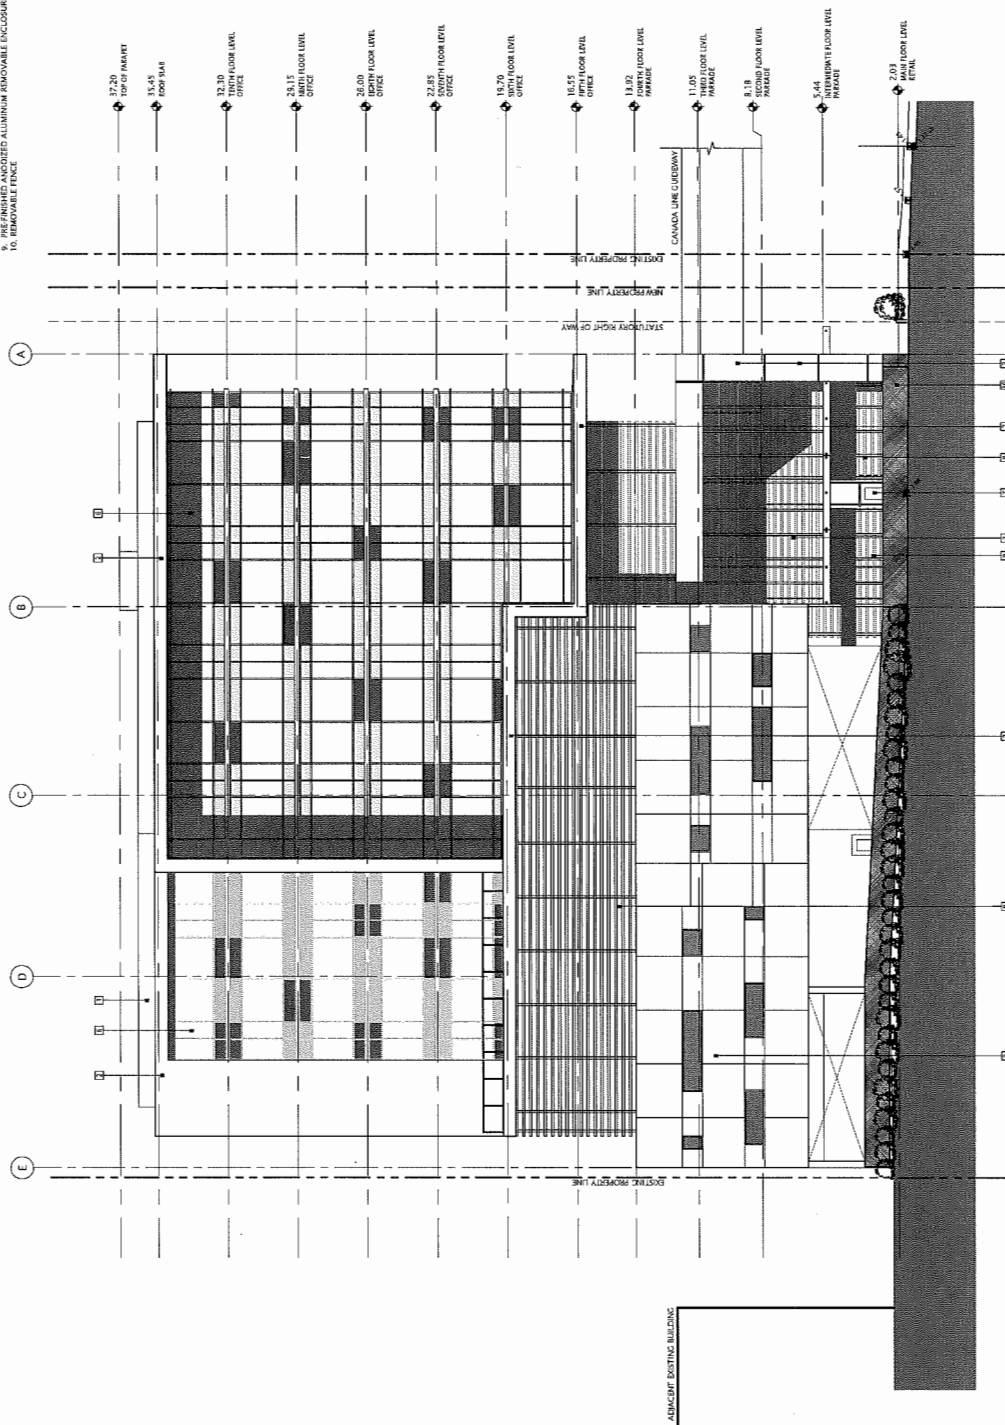 9. PRE-FINISHED ANODIZED ALUMINUM REMOVABLE ENCLOSUR
10. REMOVABLE FENCE
37.20
TOP OF PARAPET
35.45
ROOF SLAB
32.30
TENTH FLOOR LEVEL
OFFICE
29.15
NINTH FLOOR LEVEL
OFFICE
26.00
EIGHTH FLOOR LEVEL
OFFICE
22.85
SEVENTH FLOOR LEVEL
OFFICE
19.70
SIXTH FLOOR LEVEL
OFFICE
16.55
FIFTH FLOOR LEVEL
OFFICE
13.92
FOURTH FLOOR LEVEL
PARKADE
11.05
THIRD FLOOR LEVEL
PARKADE
8.18
SECOND FLOOR LEVEL
PARKADE
5.44
INTERMEDIATE FLOOR LEVEL
PARKADE
2.03
MAIN FLOOR LEVEL
RETAIL
CANADA LINE GUIDEWAY
EXISTING PROPERTY LINE
NEW PROPERTY LINE
STATUTORY RIGHT OF WAY
A
B
C
D
E
EXISTING PROPERTY LINE
ADJACENT EXISTING BUILDING